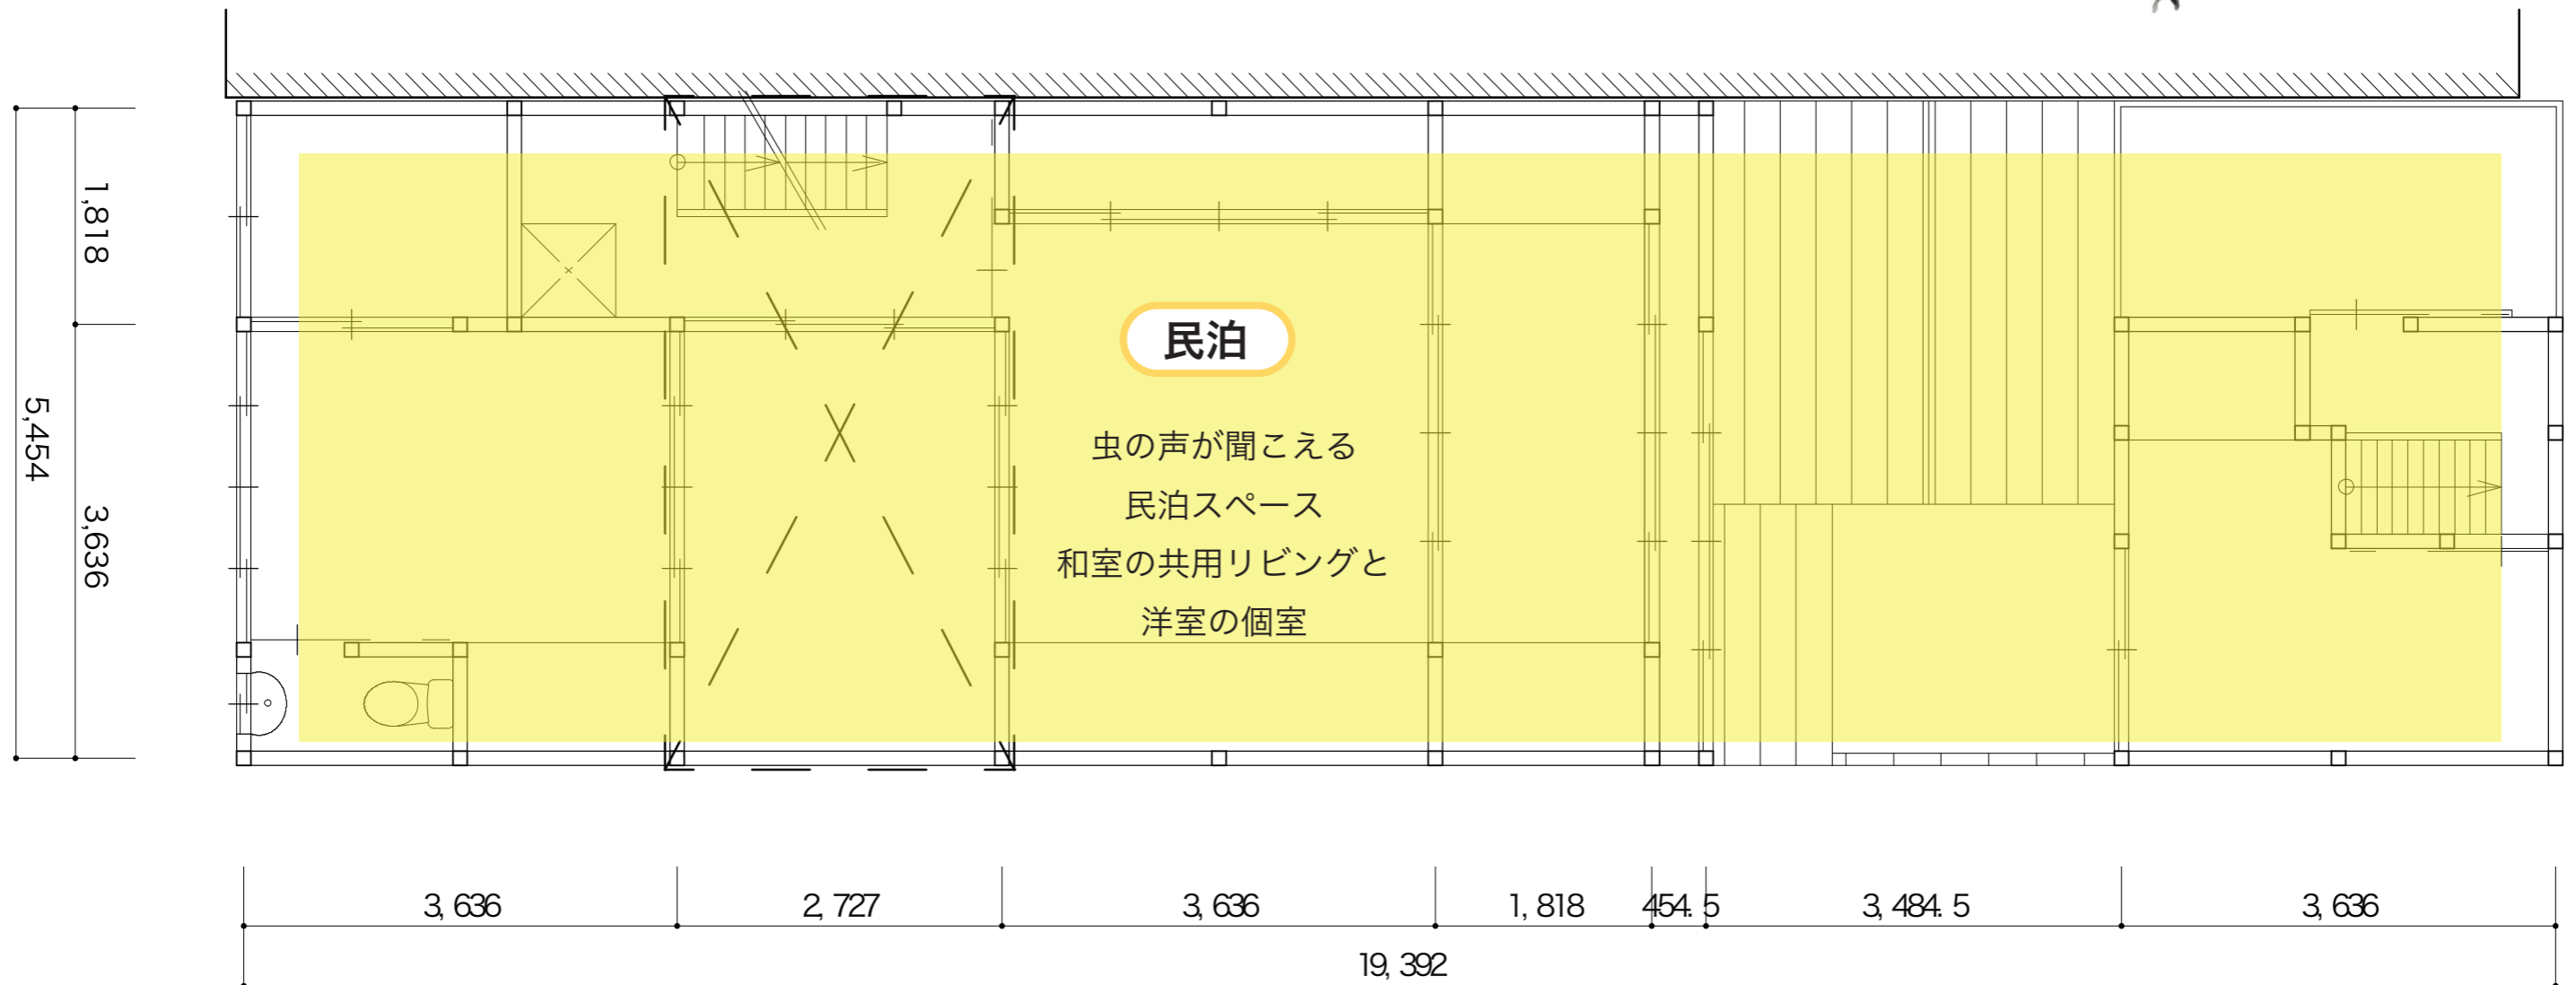 民泊
虫の声が聞こえる
民泊スペース
和室の共用リビングと
洋室の個室
1,818
5,454
3,636
3,636
2,727
3,636
1,818
454.5
3,484.5
3,636
19,392